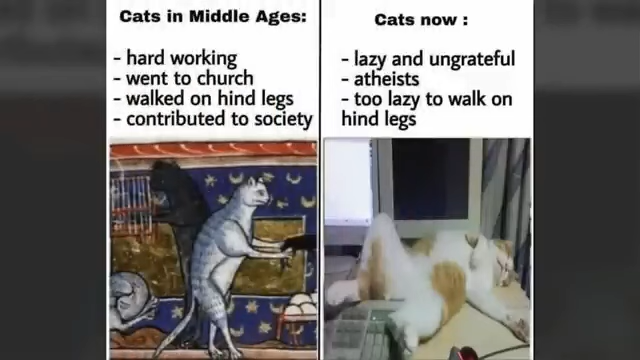 Cats in Middle Ages:
- hard working
- went to church
- walked on hind legs
- contributed to society
Cats now :
- lazy and ungrateful
- atheists
- too lazy to walk on
hind legs